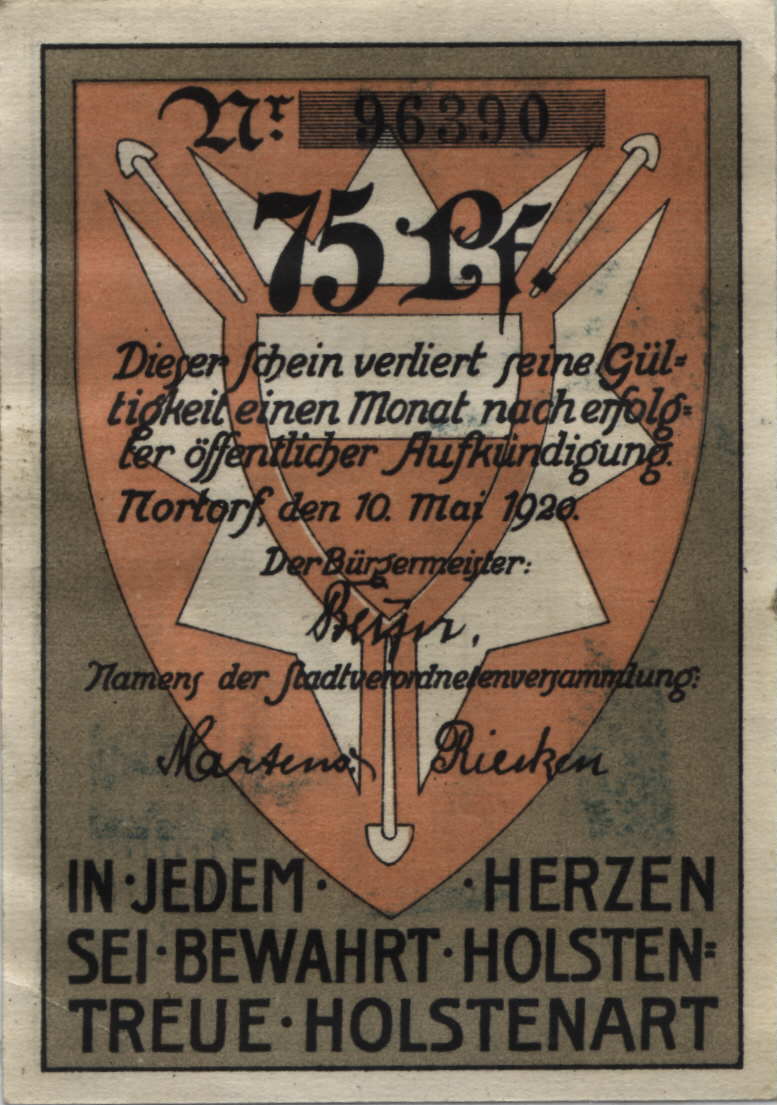 Nr. 96390
75 Pf.
Dieser Schein verliert seine Gül=
tigkeit einen Monat nach erfolg=
ter öffentlicher Aufkündigung.
Nortorf, den 10. Mai 1920.
Der Bürgermeister:
Namens der Stadtverordnetenversammlung:
Martens. Riecken
IN·JEDEM· ·HERZEN
SEI·BEWAHRT·HOLSTEN=
TREUE·HOLSTENART